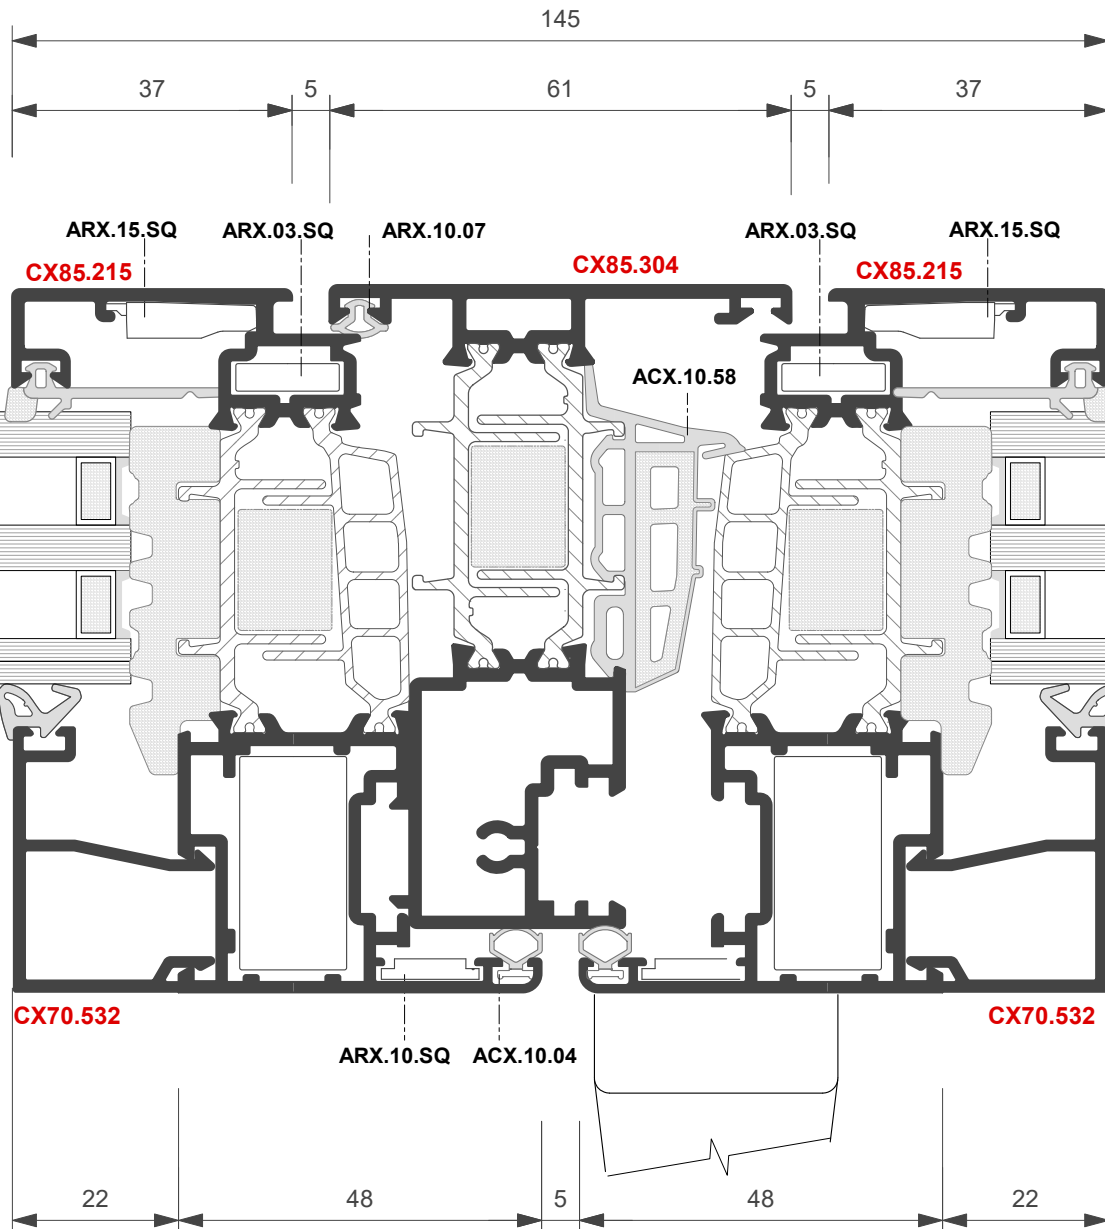 145
37 5 61 5 37
ARX.15.SQ ARX.03.SQ ARX.10.07 ARX.03.SQ ARX.15.SQ
CX85.215 CX85.304 CX85.215
ACX.10.58
CX70.532 CX70.532
ARX.10.SQ ACX.10.04
22 48 5 48 22